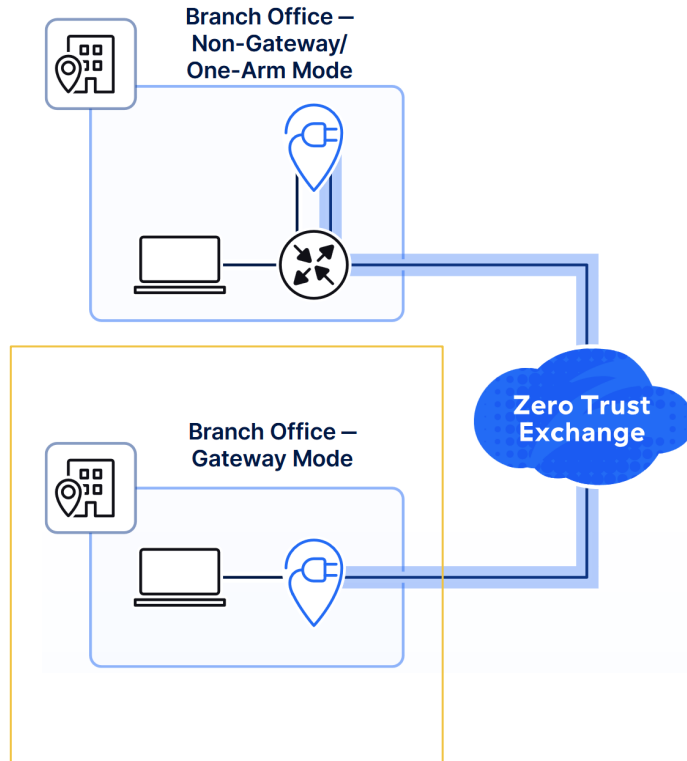 Branch Office –
Non-Gateway/
One-Arm Mode
Zero Trust
Exchange
Branch Office –
Gateway Mode